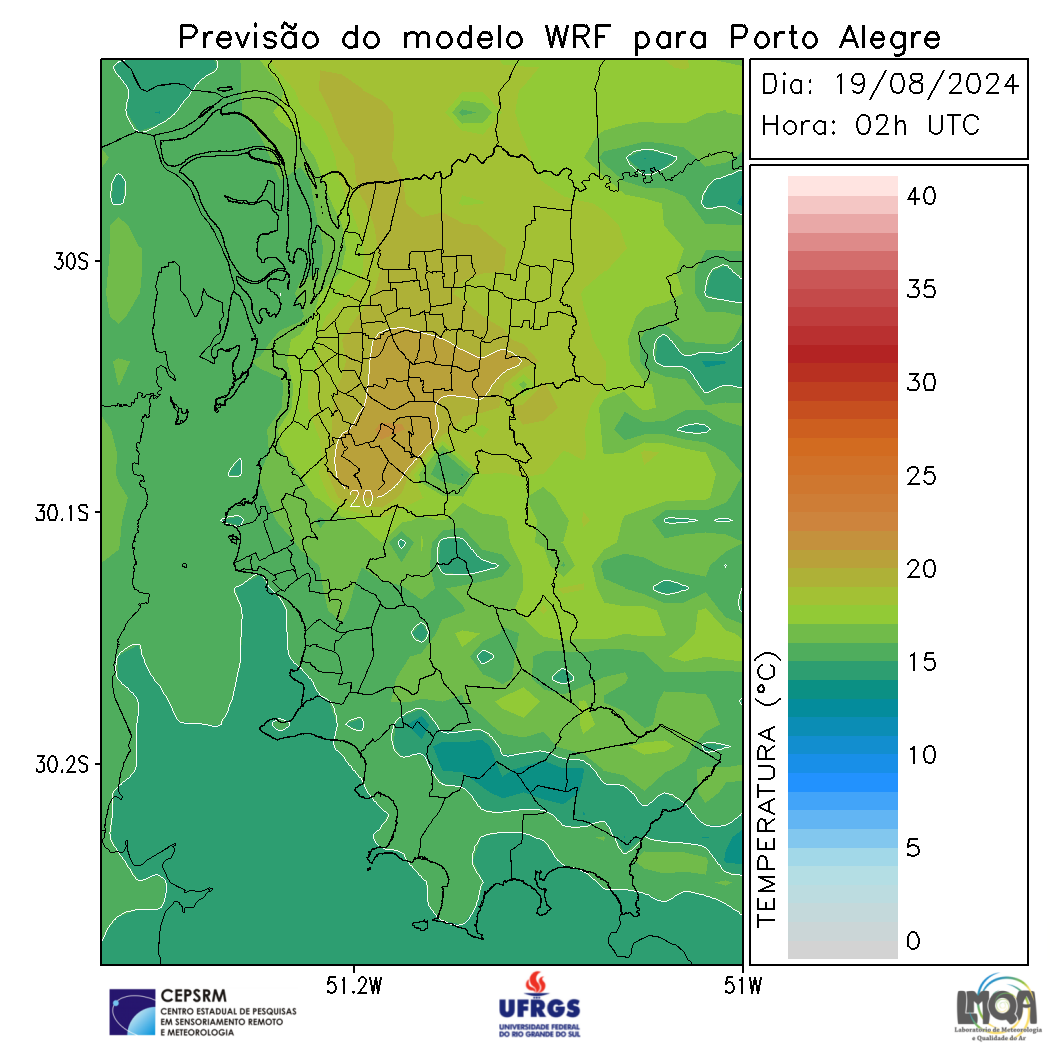 Previsão do modelo WRF para Porto Alegre
Dia: 19/08/2024
Hora: 02h UTC
30S
30.1S
30.2S
51.2W
51W
20
TEMPERATURA (°C)
40
35
30
25
20
15
10
5
0
CEPSRM
CENTRO ESTADUAL DE PESQUISAS
EM SENSORIAMENTO REMOTO
E METEOROLOGIA
UFRGS
UNIVERSIDADE FEDERAL
DO RIO GRANDE DO SUL
LMQA
Laboratório de Meteorologia
e Qualidade do Ar